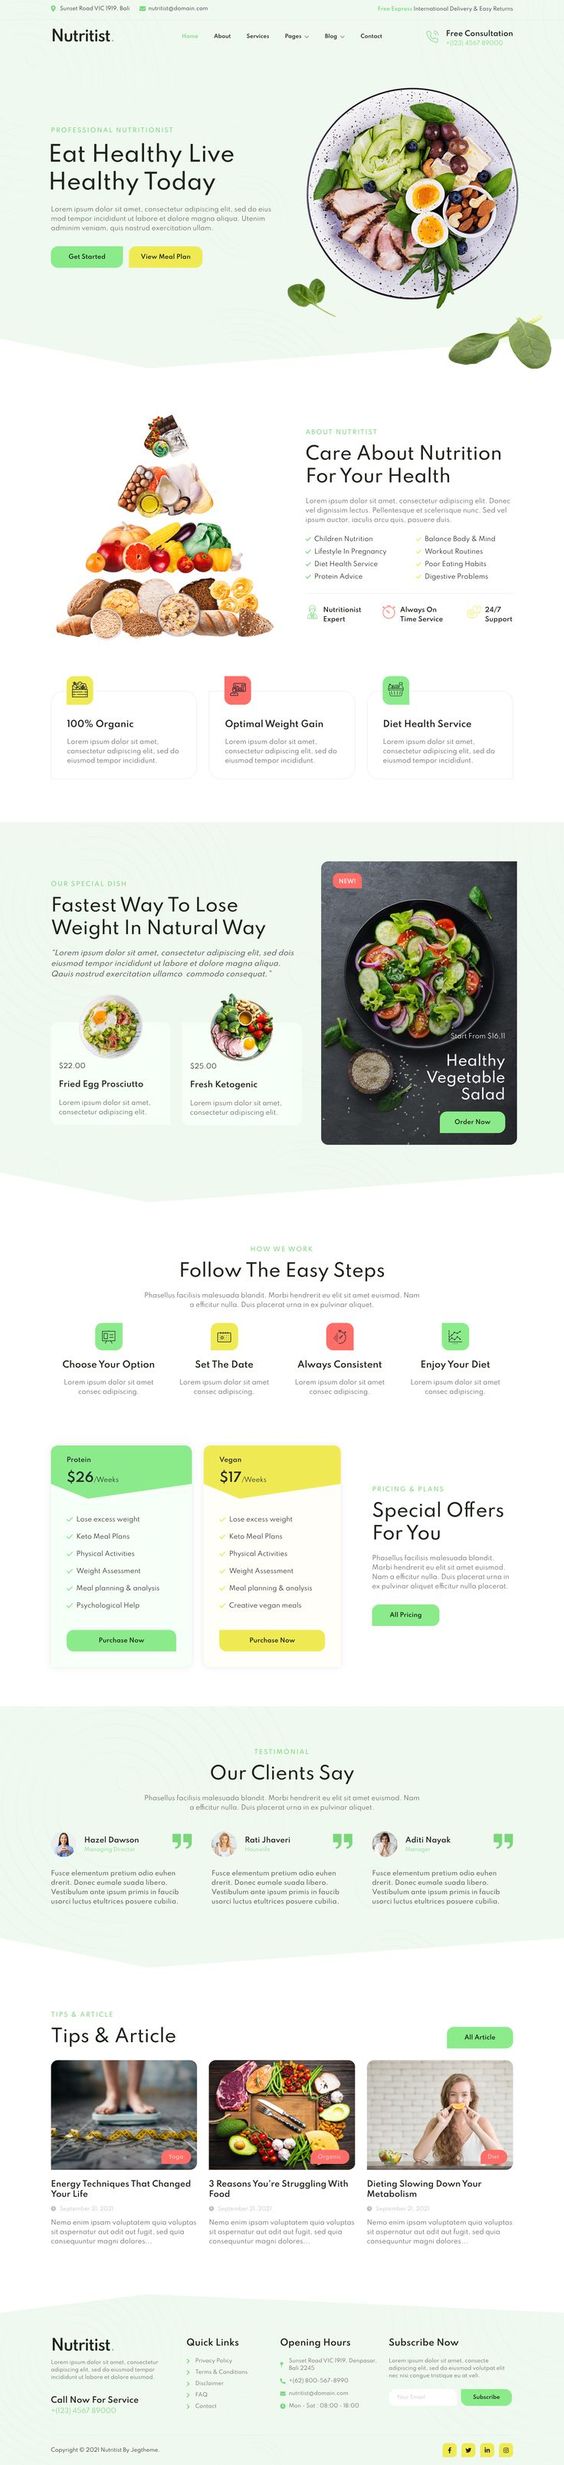 Sunset Road VIC 1919, Bali
nutritist@domain.com
Free Express International Delivery & Easy Returns
Nutritist.
Home
About
Services
Pages
Blog
Contact
Free Consultation
+(123) 4567 89000
PROFESSIONAL NUTRITIONIST
Eat Healthy Live
Healthy Today
Lorem ipsum dolor sit amet, consectetur adipiscing elit, sed do eius
mod tempor incididunt ut labore et dolore magna aliqua. Utenim
adminim veniam, quis nostrud exercitation ullam.
Get Started
View Meal Plan
ABOUT NUTRITIST
Care About Nutrition
For Your Health
Lorem ipsum dolor sit amet, consectetur adipiscing elit. Donec
vel dignissim lectus. Pellentesque et scelerisque nunc. Sed vel
ipsum auctor, iaculis arcu quis, posuere duis.
Children Nutrition
Balance Body & Mind
Lifestyle In Pregnancy
Workout Routines
Diet Health Service
Poor Eating Habits
Protein Advice
Digestive Problems
Nutritionist
Expert
Always On
Time Service
24/7
Support
100% Organic
Lorem ipsum dolor sit amet,
consectetur adipiscing elit, sed do
eiusmod tempor incididunt.
Optimal Weight Gain
Lorem ipsum dolor sit amet,
consectetur adipiscing elit, sed do
eiusmod tempor incididunt.
Diet Health Service
Lorem ipsum dolor sit amet,
consectetur adipiscing elit, sed do
eiusmod tempor incididunt.
OUR SPECIAL DISH
Fastest Way To Lose
Weight In Natural Way
"Lorem ipsum dolor sit amet, consectetur adipiscing elit, sed dois
eiusmod tempor incididunt ut labore et dolore magna aliqua.
Qauis nostrud exercitation ullamco commodo consequat."
$22.00
Fried Egg Prosciutto
Lorem ipsum dolor sit amet,
consectetur adipiscing elit.
$25.00
Fresh Ketogenic
Lorem ipsum dolor sit amet,
consectetur adipiscing elit.
NEW!
Start From $16,11
Healthy
Vegetable
Salad
Order Now
HOW WE WORK
Follow The Easy Steps
Phasellus facilisis malesuada blandit. Morbi hendrerit eu elit sit amet euismod. Nam
a efficitur nulla. Duis placerat urna in ex pulvinar aliquet.
Choose Your Option
Lorem ipsum dolor sit amet
consec adipiscing.
Set The Date
Lorem ipsum dolor sit amet
consec adipiscing.
Always Consistent
Lorem ipsum dolor sit amet
consec adipiscing.
Enjoy Your Diet
Lorem ipsum dolor sit amet
consec adipiscing.
Protein
$26/Weeks
Lose excess weight
Keto Meal Plans
Physical Activities
Weight Assessment
Meal planning & analysis
Psychological Help
Purchase Now
Vegan
$17/Weeks
Lose excess weight
Keto Meal Plans
Physical Activities
Weight Assessment
Meal planning & analysis
Creative vegan meals
Purchase Now
PRICING & PLANS
Special Offers
For You
Phasellus facilisis malesuada blandit.
Morbi hendrerit eu elit sit amet euismod.
Nam a efficitur nulla. Duis placerat urna in
ex pulvinar aliquet efficitur nulla placerat.
All Pricing
TESTIMONIAL
Our Clients Say
Phasellus facilisis malesuada blandit. Morbi hendrerit eu elit sit amet euismod. Nam
a efficitur nulla. Duis placerat urna in ex pulvinar aliquet.
Hazel Dawson
Managing Director
Fusce elementum pretium odio euhen
drerit. Donec eumale suada libero.
Vestibulum ante ipsum primis in faucib
usorci luctus etultrices posuere cubilia.
Rati Jhaveri
Housewife
Fusce elementum pretium odio euhen
drerit. Donec eumale suada libero.
Vestibulum ante ipsum primis in faucib
usorci luctus etultrices posuere cubilia.
Aditi Nayak
Manager
Fusce elementum pretium odio euhen
drerit. Donec eumale suada libero.
Vestibulum ante ipsum primis in faucib
usorci luctus etultrices posuere cubilia.
TIPS & ARTICLE
Tips & Article
All Article
Yoga
Energy Techniques That Changed
Your Life
September 21, 2021
Nemo enim ipsam voluptatem quia voluptas
sit aspernatur aut odit aut fugit, sed quia
consequuntur magni dolores...
Organic
3 Reasons You're Struggling With
Food
September 21, 2021
Nemo enim ipsam voluptatem quia voluptas
sit aspernatur aut odit aut fugit, sed quia
consequuntur magni dolores...
Diet
Dieting Slowing Down Your
Metabolism
September 21, 2021
Nemo enim ipsam voluptatem quia voluptas
sit aspernatur aut odit aut fugit, sed quia
consequuntur magni dolores...
Nutritist.
Lorem ipsum dolor sit amet, consectetur
adipiscing elit, sed do eiusmod tempor
incididunt ut labore et dolore eiusmod.
Call Now For Service
+(123) 4567 89000
Quick Links
Privacy Policy
Terms & Conditions
Disclaimer
FAQ
Contact
Opening Hours
Sunset Road VIC 1919, Denpasar,
Bali 2245
+(62) 800-567-8990
nutritist@domain.com
Mon - Sat : 08:00 - 18:00
Subscribe Now
Lorem ipsum dolor sit amet, consecte
adipiscing elit, sed do eiusmod volutpat elit
nec nisi congue tristique eu at veli.
Your Email
Subscribe
Copyright © 2021 Nutritist By Jegtheme.